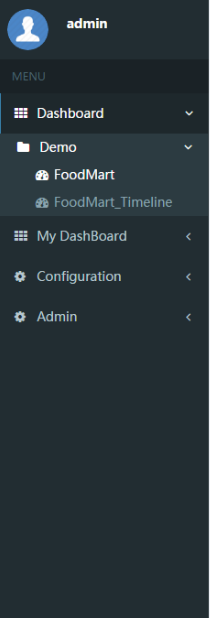 admin
MENU
Dashboard
Demo
FoodMart
FoodMart_Timeline
My DashBoard
Configuration
Admin